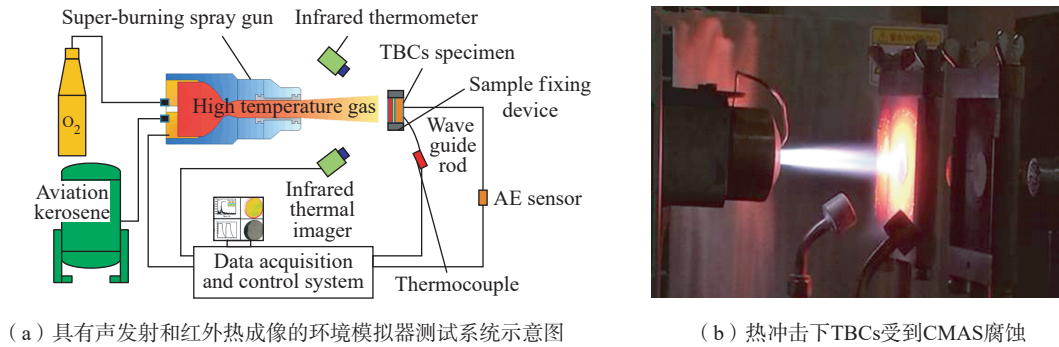 Super-burning spray gun
Infrared thermometer
TBCs specimen
Sample fixing
device
O2
High temperature gas
Wave
guide
rod
Aviation
kerosene
Infrared
thermal
imager
AE sensor
Data acquisition
and control system
Thermocouple
(a)具有声发射和红外热成像的环境模拟器测试系统示意图
(b)热冲击下TBCs受到CMAS腐蚀